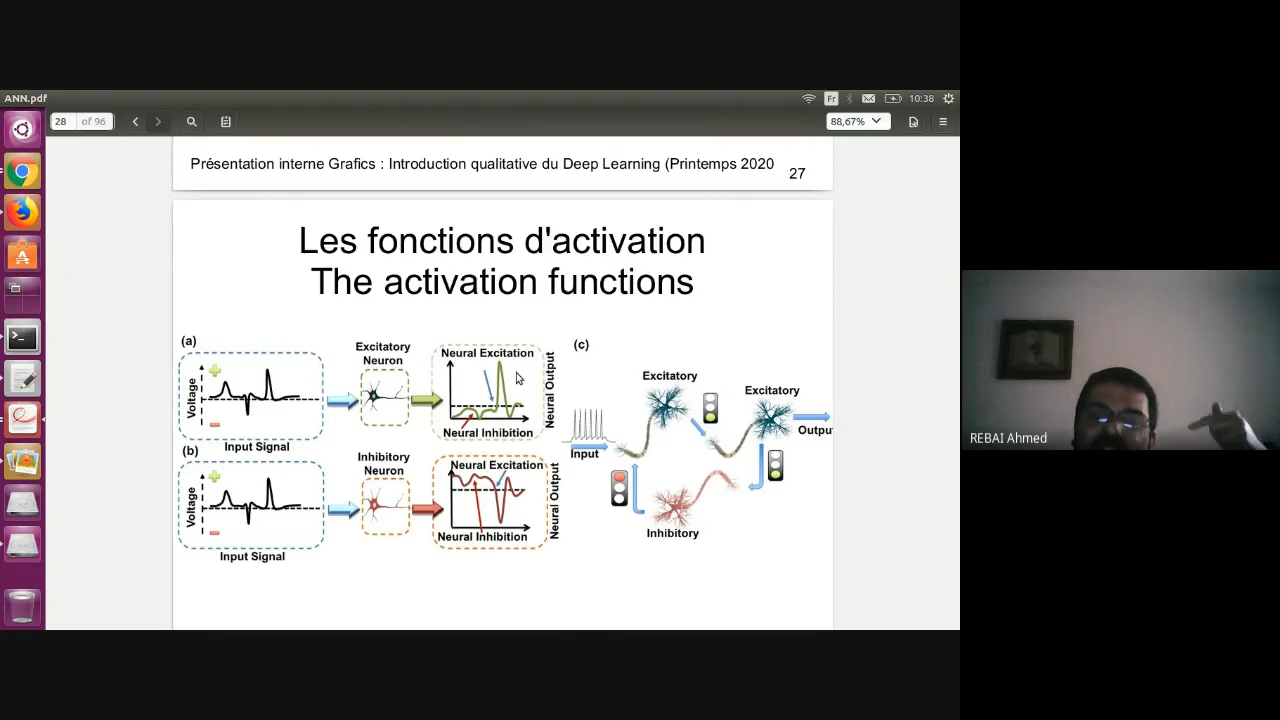 ANN.pdf
Fr
10:38
28 of 96
88,67%
Présentation interne Grafics : Introduction qualitative du Deep Learning (Printemps 2020
27
Les fonctions d'activation
The activation functions
(a)
Voltage
Input Signal
Excitatory
Neuron
Neural Excitation
Neural Inhibition
Neural Output
(b)
Voltage
Input Signal
Inhibitory
Neuron
Neural Excitation
Neural Inhibition
Neural Output
(c)
Input
Excitatory
Excitatory
Output
Inhibitory
REBAI Ahmed